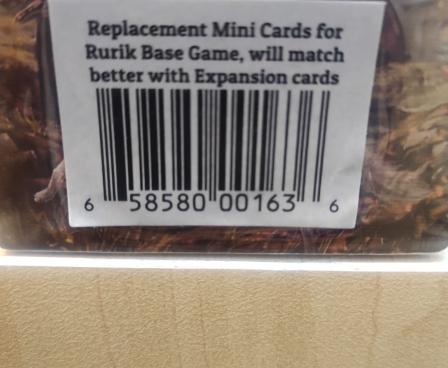 Replacement Mini Cards for
Rurik Base Game, will match
better with Expansion cards
6 58580 00163 6